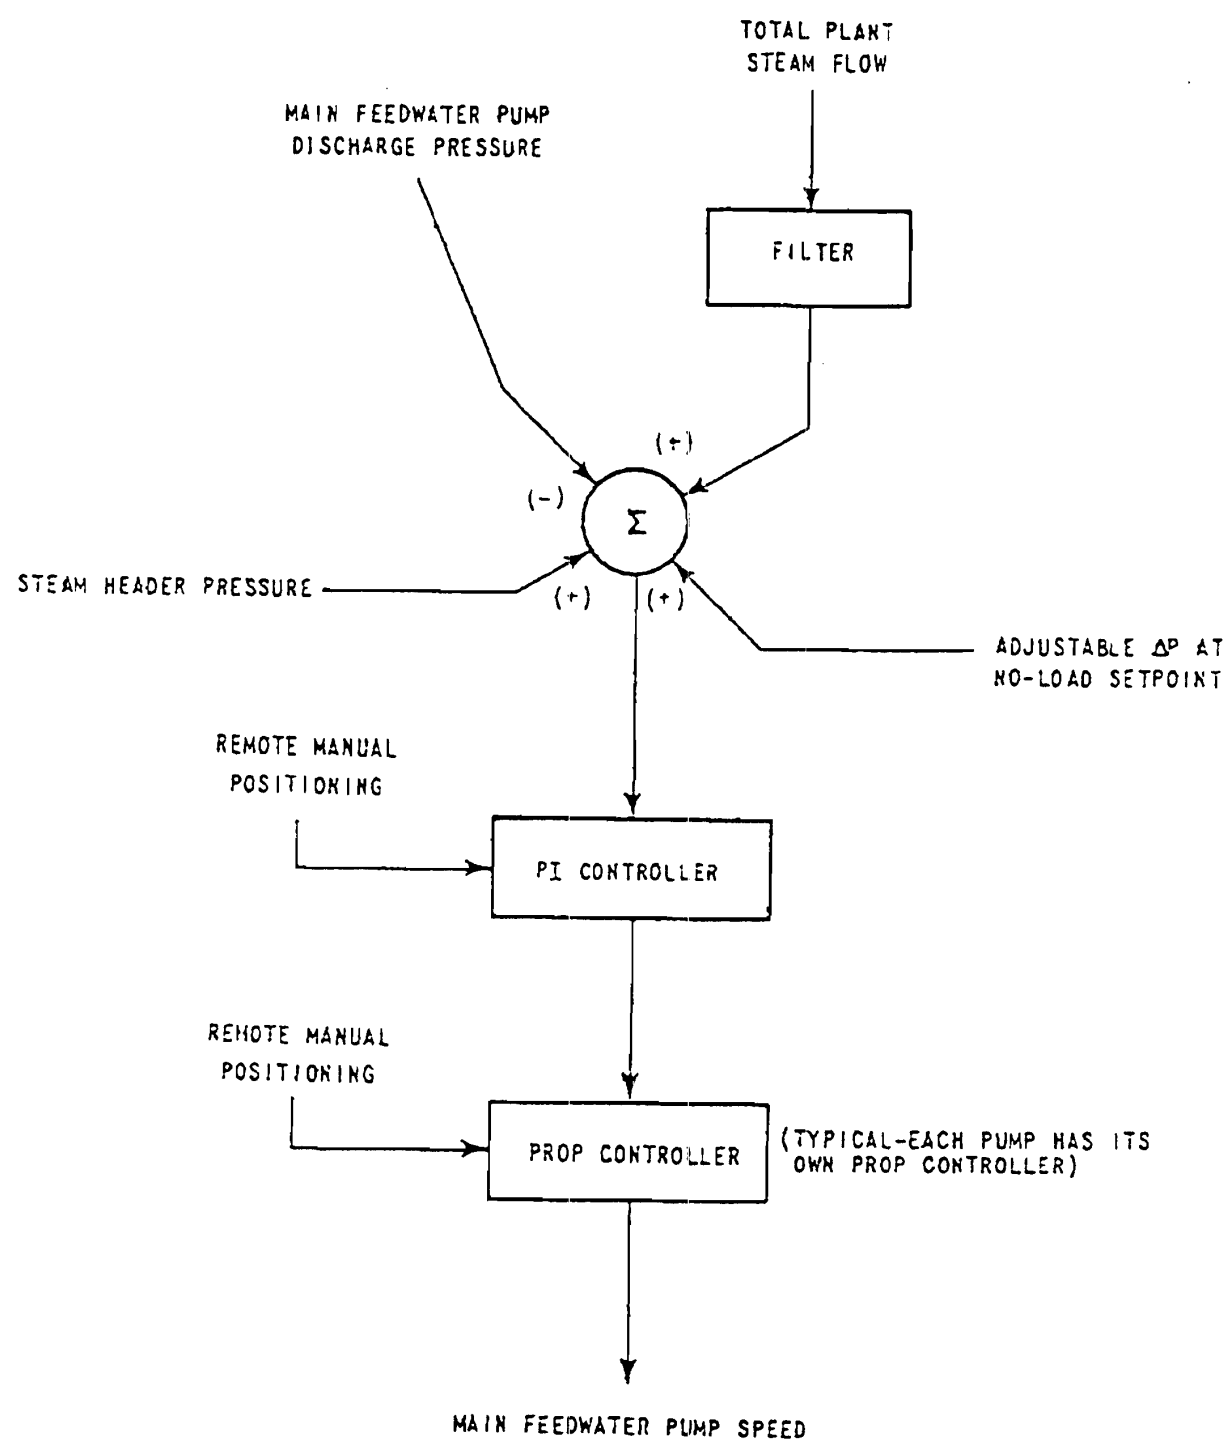 TOTAL PLANT
STEAM FLOW
MAIN FEEDWATER PUMP
DISCHARGE PRESSURE
FILTER
(+)
(-)
Σ
STEAM HEADER PRESSURE
(+)
(+)
ADJUSTABLE ΔP AT
NO-LOAD SETPOINT
REMOTE MANUAL
POSITIONING
PI CONTROLLER
REMOTE MANUAL
POSITIONING
PROP CONTROLLER
(TYPICAL-EACH PUMP HAS ITS
OWN PROP CONTROLLER)
MAIN FEEDWATER PUMP SPEED